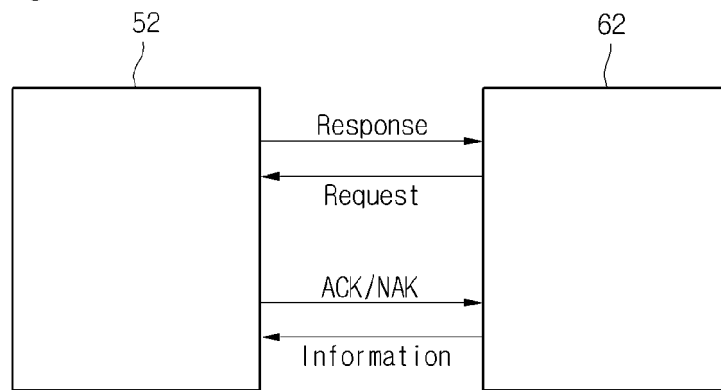 52
62
Response
Request
ACK/NAK
Information